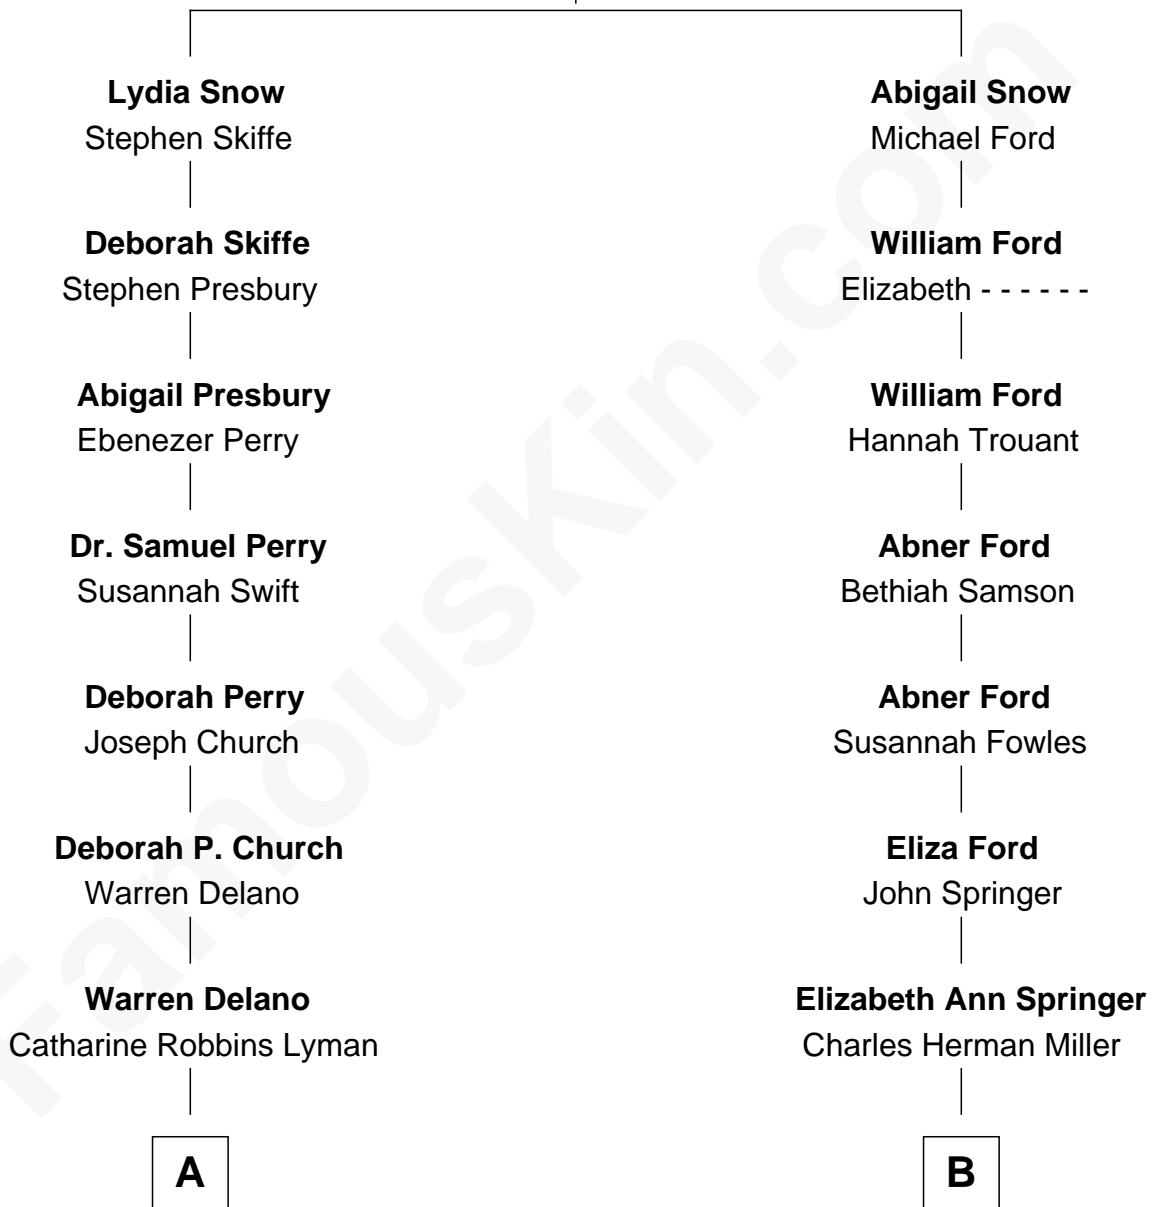 Lydia Snow
Stephen Skiffe
Deborah Skiffe
Stephen Presbury
Abigail Presbury
Ebenezer Perry
Dr. Samuel Perry
Susannah Swift
Deborah Perry
Joseph Church
Deborah P. Church
Warren Delano
Warren Delano
Catharine Robbins Lyman
A
Abigail Snow
Michael Ford
William Ford
Elizabeth - - - - - -
William Ford
Hannah Trouant
Abner Ford
Bethiah Samson
Abner Ford
Susannah Fowles
Eliza Ford
John Springer
Elizabeth Ann Springer
Charles Herman Miller
B
FamousKin.com